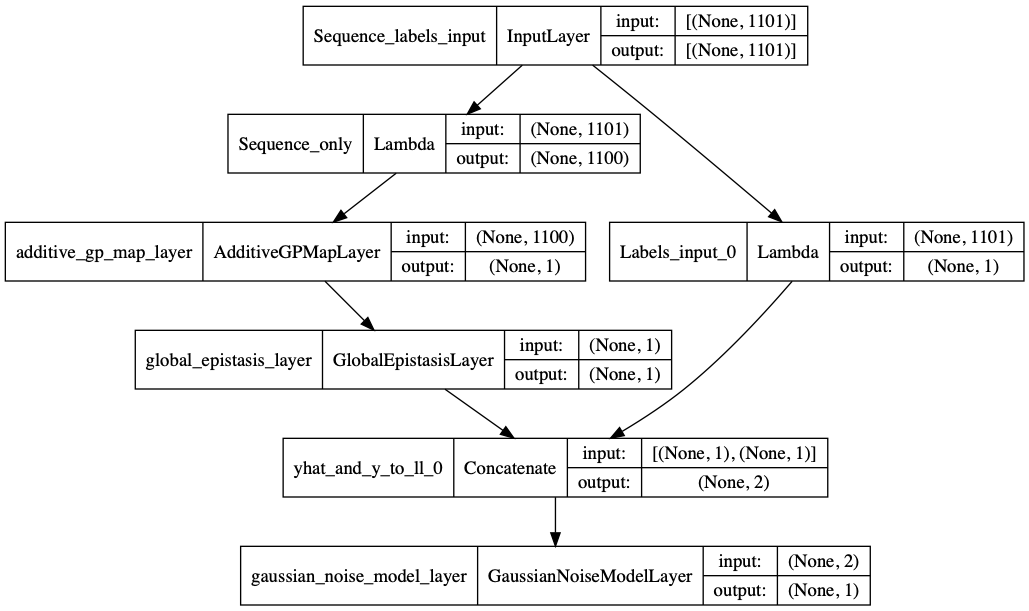 Sequence_labels_input InputLayer input: [(None, 1101)]
output: [(None, 1101)]
Sequence_only Lambda input: (None, 1101)
output: (None, 1100)
additive_gp_map_layer AdditiveGPMapLayer input: (None, 1100)
output: (None, 1)
Labels_input_0 Lambda input: (None, 1101)
output: (None, 1)
global_epistasis_layer GlobalEpistasisLayer input: (None, 1)
output: (None, 1)
yhat_and_y_to_ll_0 Concatenate input: [(None, 1), (None, 1)]
output: (None, 2)
gaussian_noise_model_layer GaussianNoiseModelLayer input: (None, 2)
output: (None, 1)